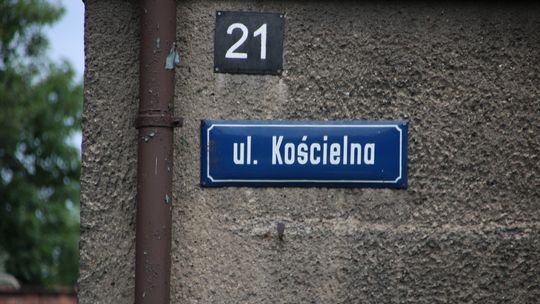 21
ul. Kościelna